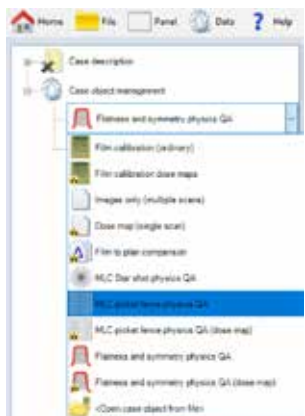 Home File Panel Data ? Help
Case description
Case object management
Flatness and symmetry physics QA
Film calibration (ordinary)
Film calibration dose maps
Images only (multiple scans)
Dose map (single scan)
Film to plan comparison
MLC Star shot physics QA
MLC picket fence physics QA
MLC picket fence physics QA (dose map)
Flatness and symmetry physics QA
Flatness and symmetry physics QA (dose map)
<Open case object from file>